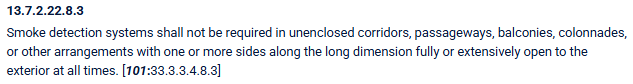 13.7.2.22.8.3
Smoke detection systems shall not be required in unenclosed corridors, passageways, balconies, colonnades,
or other arrangements with one or more sides along the long dimension fully or extensively open to the
exterior at all times. [101:33.3.3.4.8.3]